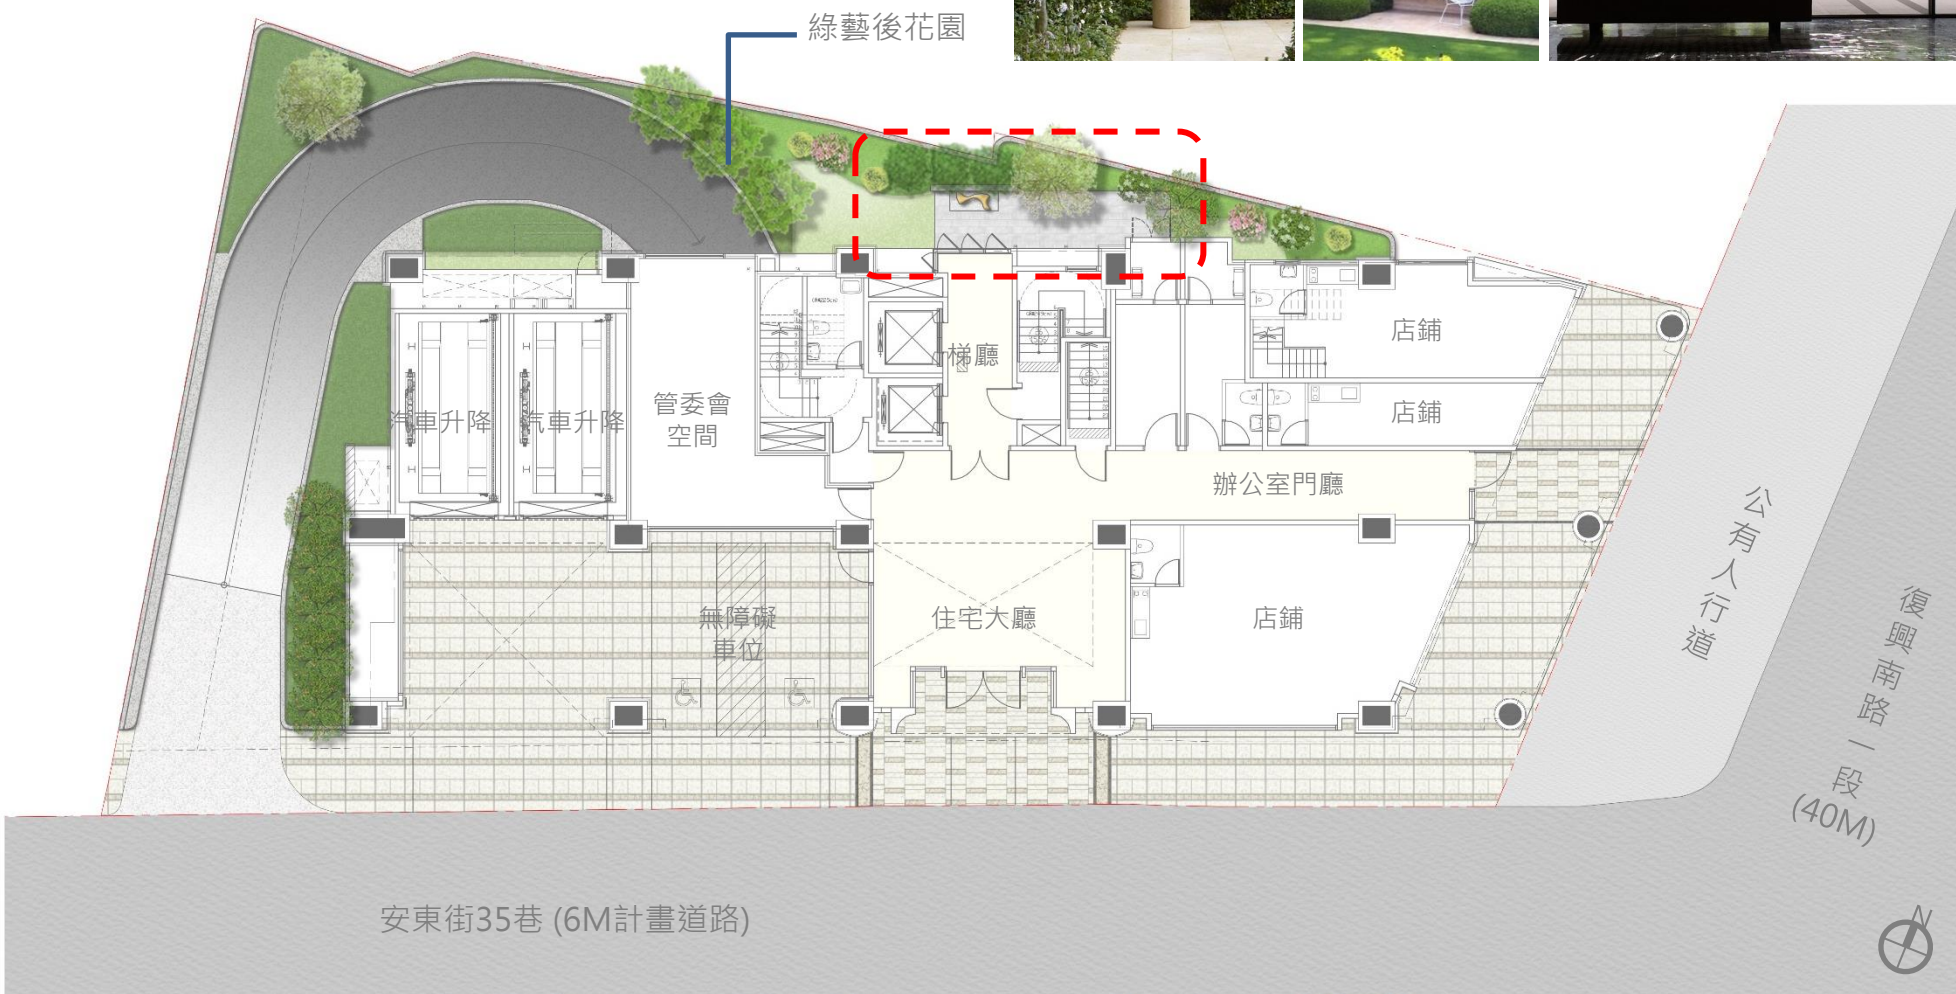 綠藝後花園
店鋪
梯廳
管委會
空間
汽車升降
汽車升降
店鋪
辦公室門廳
公有人行道
無障礙
車位
住宅大廳
店鋪
復興南路一段
(40M)
安東街35巷 (6M計畫道路)
N